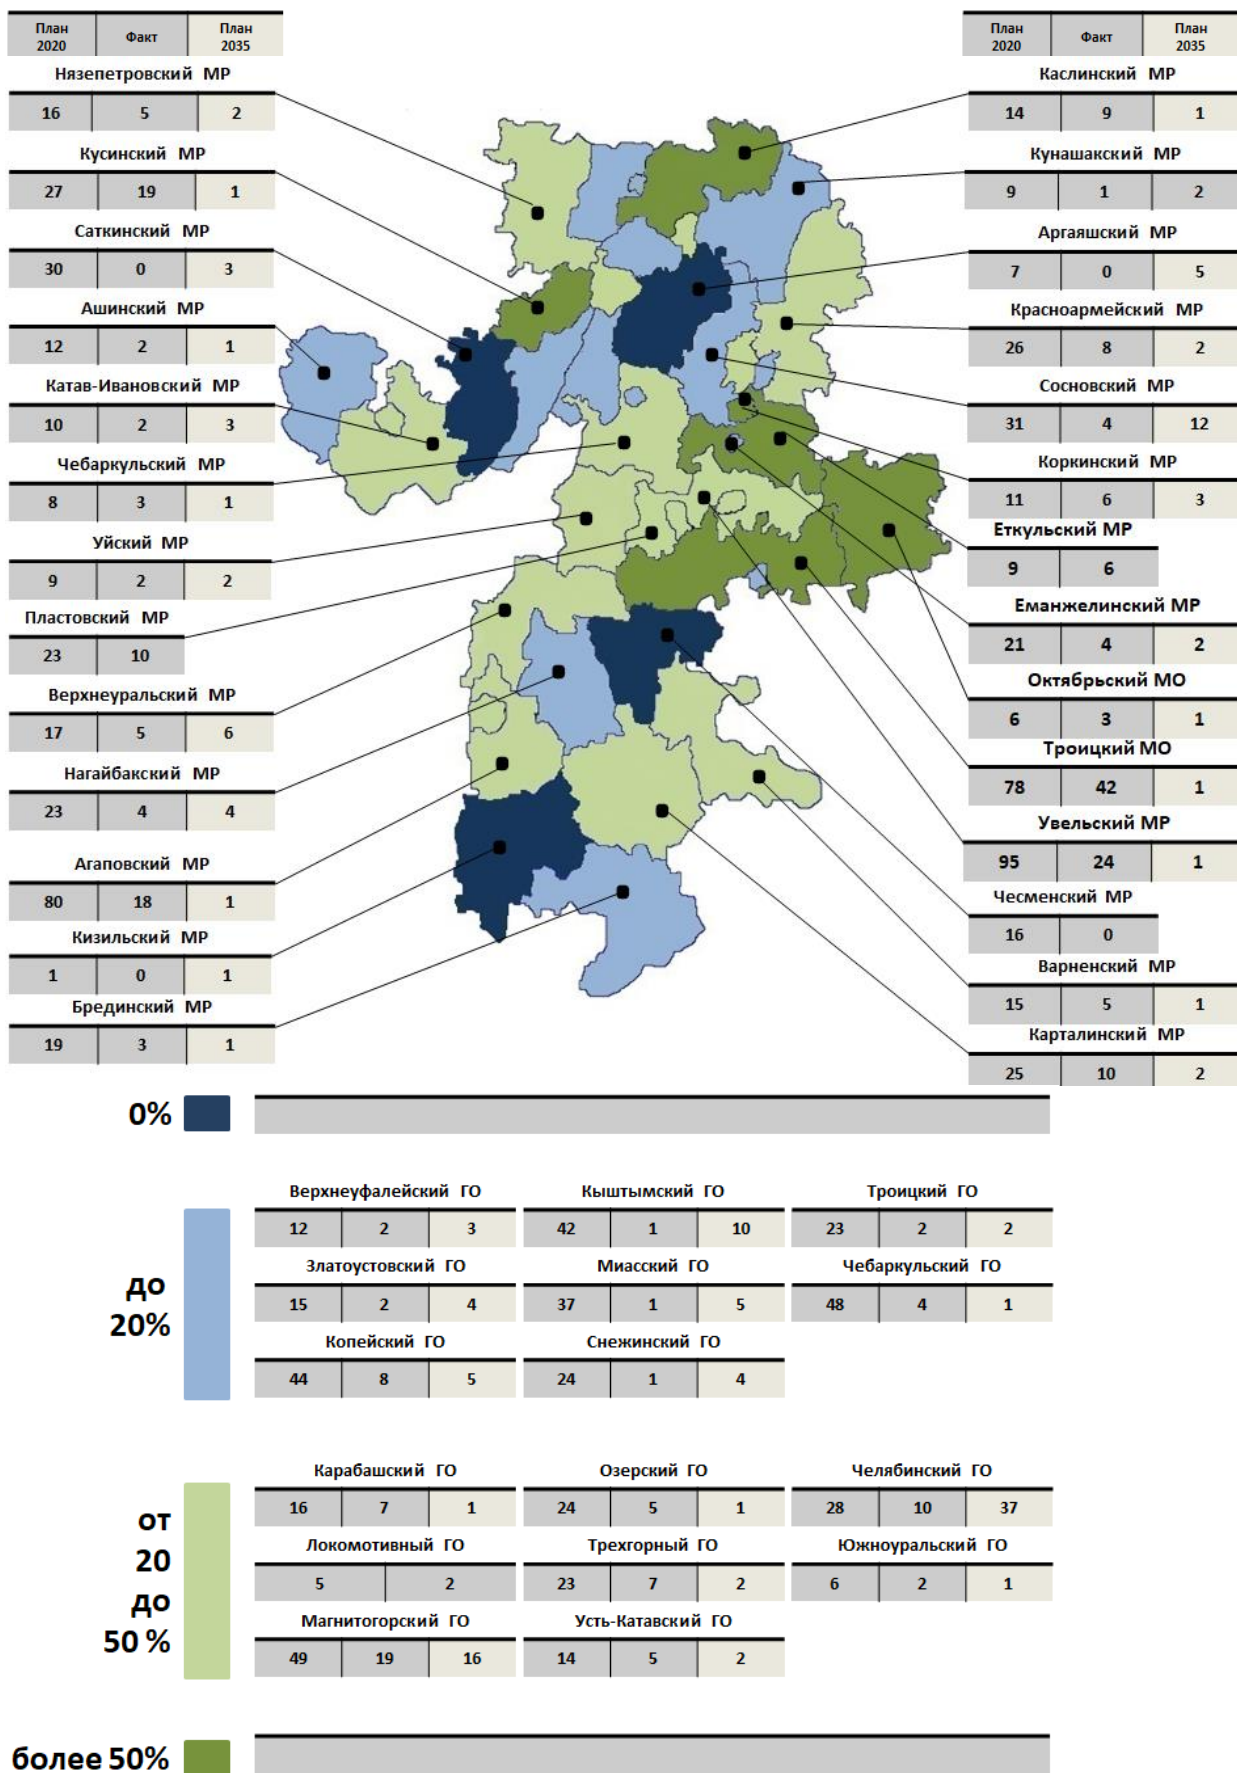 План 2020 Факт План 2035
Нязепетровский МР
16 5 2
Кусинский МР
27 19 1
Саткинский МР
30 0 3
Ашинский МР
12 2 1
Катав-Ивановский МР
10 2 3
Чебаркульский МР
8 3 1
Уйский МР
9 2 2
Пластовский МР
23 10
Верхнеуральский МР
17 5 6
Нагайбакский МР
23 4 4
Агаповский МР
80 18 1
Кизильский МР
1 0 1
Брединский МР
19 3 1
План 2020 Факт План 2035
Каслинский МР
14 9 1
Кунашакский МР
9 1 2
Аргаяшский МР
7 0 5
Красноармейский МР
26 8 2
Сосновский МР
31 4 12
Коркинский МР
11 6 3
Еткульский МР
9 6
Еманжелинский МР
21 4 2
Октябрьский МО
6 3 1
Троицкий МО
78 42 1
Увельский МР
95 24 1
Чесменский МР
16 0
Варненский МР
15 5 1
Карталинский МР
25 10 2
0%
до
20%
Верхнеуфалейский ГО Кыштымский ГО Троицкий ГО
12 2 3 42 1 10 23 2 2
Златоустовский ГО Миасский ГО Чебаркульский ГО
15 2 4 37 1 5 48 4 1
Копейский ГО Снежинский ГО
44 8 5 24 1 4
от
20
до
50 %
Карабашский ГО Озерский ГО Челябинский ГО
16 7 1 24 5 1 28 10 37
Локомотивный ГО Трехгорный ГО Южноуральский ГО
5 2 23 7 2 6 2 1
Магнитогорский ГО Усть-Катавский ГО
49 19 16 14 5 2
более 50%